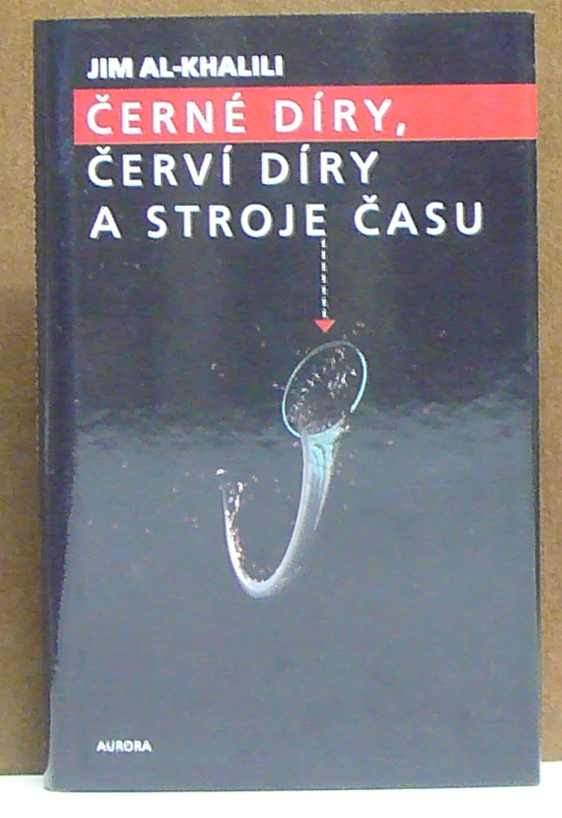 JIM AL-KHALILI
ČERNÉ DÍRY,
ČERVÍ DÍRY
A STROJE ČASU
AURORA